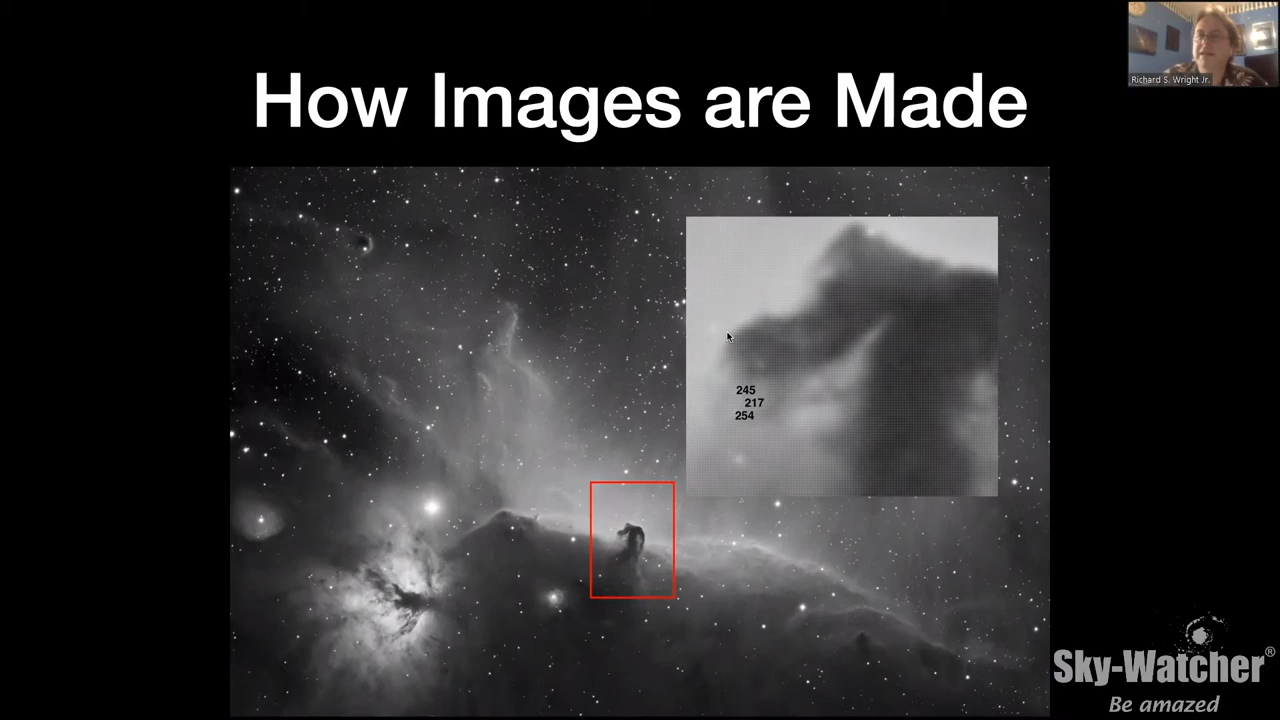 How Images are Made
Richard S. Wright Jr.
245
217
254
Sky-Watcher®
Be amazed